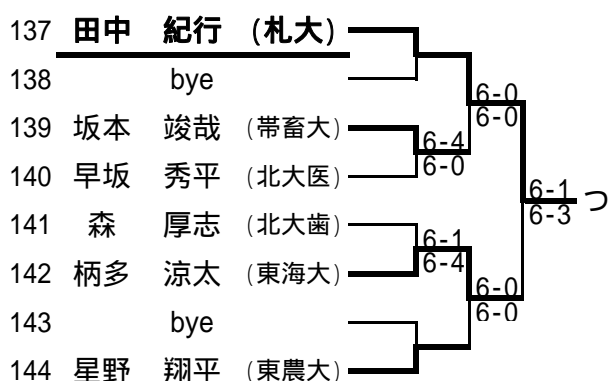 137 田中 紀行 (札大)
138 bye
6-0
6-0
139 坂本 竣哉 (帯畜大)
6-4
6-0
140 早坂 秀平 (北大医)
6-1
6-3
つ
141 森 厚志 (北大歯)
6-1
6-4
142 柄多 涼太 (東海大)
6-0
6-0
143 bye
144 星野 翔平 (東農大)